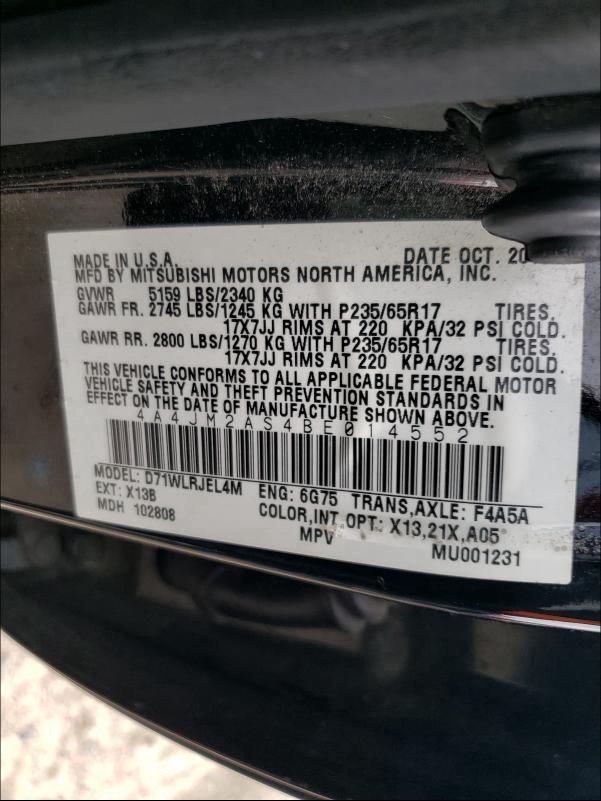 MADE IN U.S.A. DATE OCT. 20
MFD BY MITSUBISHI MOTORS NORTH AMERICA, INC.
GVWR 5159 LBS/2340 KG
GAWR FR. 2745 LBS/1245 KG WITH P235/65R17 TIRES.
17X7JJ RIMS AT 220 KPA/32 PSI COLD.
GAWR RR. 2800 LBS/1270 KG WITH P235/65R17 TIRES.
17X7JJ RIMS AT 220 KPA/32 PSI COLD.
THIS VEHICLE CONFORMS TO ALL APPLICABLE FEDERAL MOTOR
VEHICLE SAFETY AND THEFT PREVENTION STANDARDS IN
EFFECT ON THE DATE OF MANUFACTURE SHOWN ABOVE.
4A4JM2AS4BE014552
MODEL: D71WLRJEL4M ENG: 6G75 TRANS,AXLE: F4A5A
EXT: X13B COLOR,INT OPT: X13,21X,A05
MDH 102808 MPV MU001231